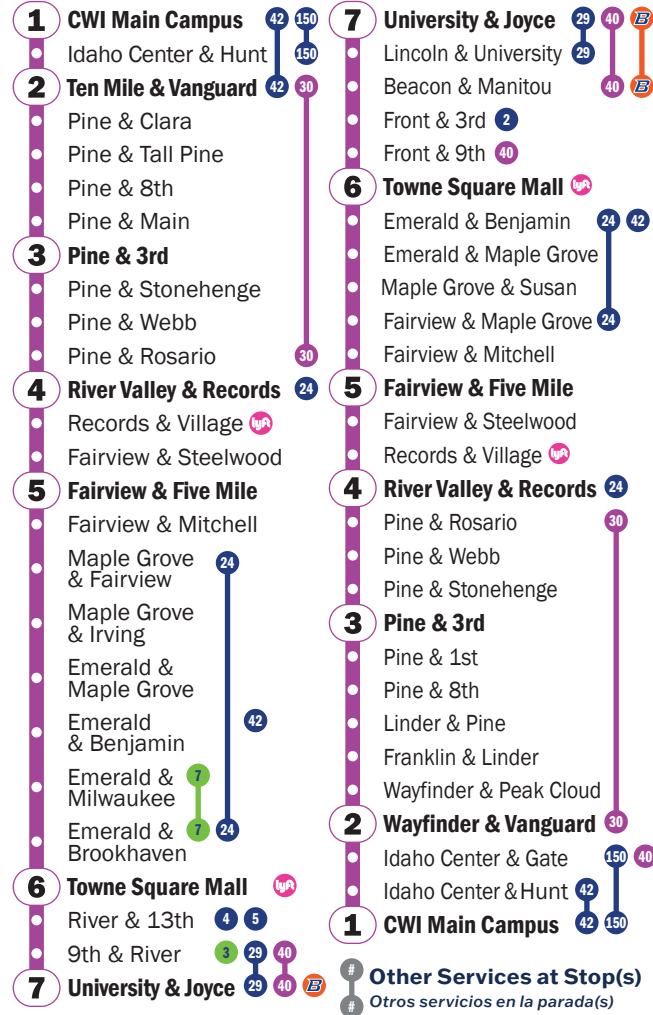 1 CWI Main Campus 42 150
Idaho Center & Hunt 150
2 Ten Mile & Vanguard 42 30
Pine & Clara
Pine & Tall Pine
Pine & 8th
Pine & Main
3 Pine & 3rd
Pine & Stonehenge
Pine & Webb
Pine & Rosario 30
4 River Valley & Records 24
Records & Village lyft
Fairview & Steelwood
5 Fairview & Five Mile
Fairview & Mitchell
Maple Grove 24
& Fairview
Maple Grove
& Irving
Emerald &
Maple Grove
Emerald 42
& Benjamin
Emerald & 7
Milwaukee
Emerald & 7 24
Brookhaven
6 Towne Square Mall lyft
River & 13th 4 5
9th & River 3 29 40
7 University & Joyce 29 40 B
7 University & Joyce 29 40 B
Lincoln & University 29
Beacon & Manitou 40 B
Front & 3rd 2
Front & 9th 40
6 Towne Square Mall lyft
Emerald & Benjamin 24 42
Emerald & Maple Grove
Maple Grove & Susan
Fairview & Maple Grove 24
Fairview & Mitchell
5 Fairview & Five Mile
Fairview & Steelwood
Records & Village lyft
4 River Valley & Records 24
Pine & Rosario 30
Pine & Webb
Pine & Stonehenge
3 Pine & 3rd
Pine & 1st
Pine & 8th
Linder & Pine
Franklin & Linder
Wayfinder & Peak Cloud
2 Wayfinder & Vanguard 30
Idaho Center & Gate 150 40
Idaho Center & Hunt 42
1 CWI Main Campus 42 150
# Other Services at Stop(s)
# Otros servicios en la parada(s)